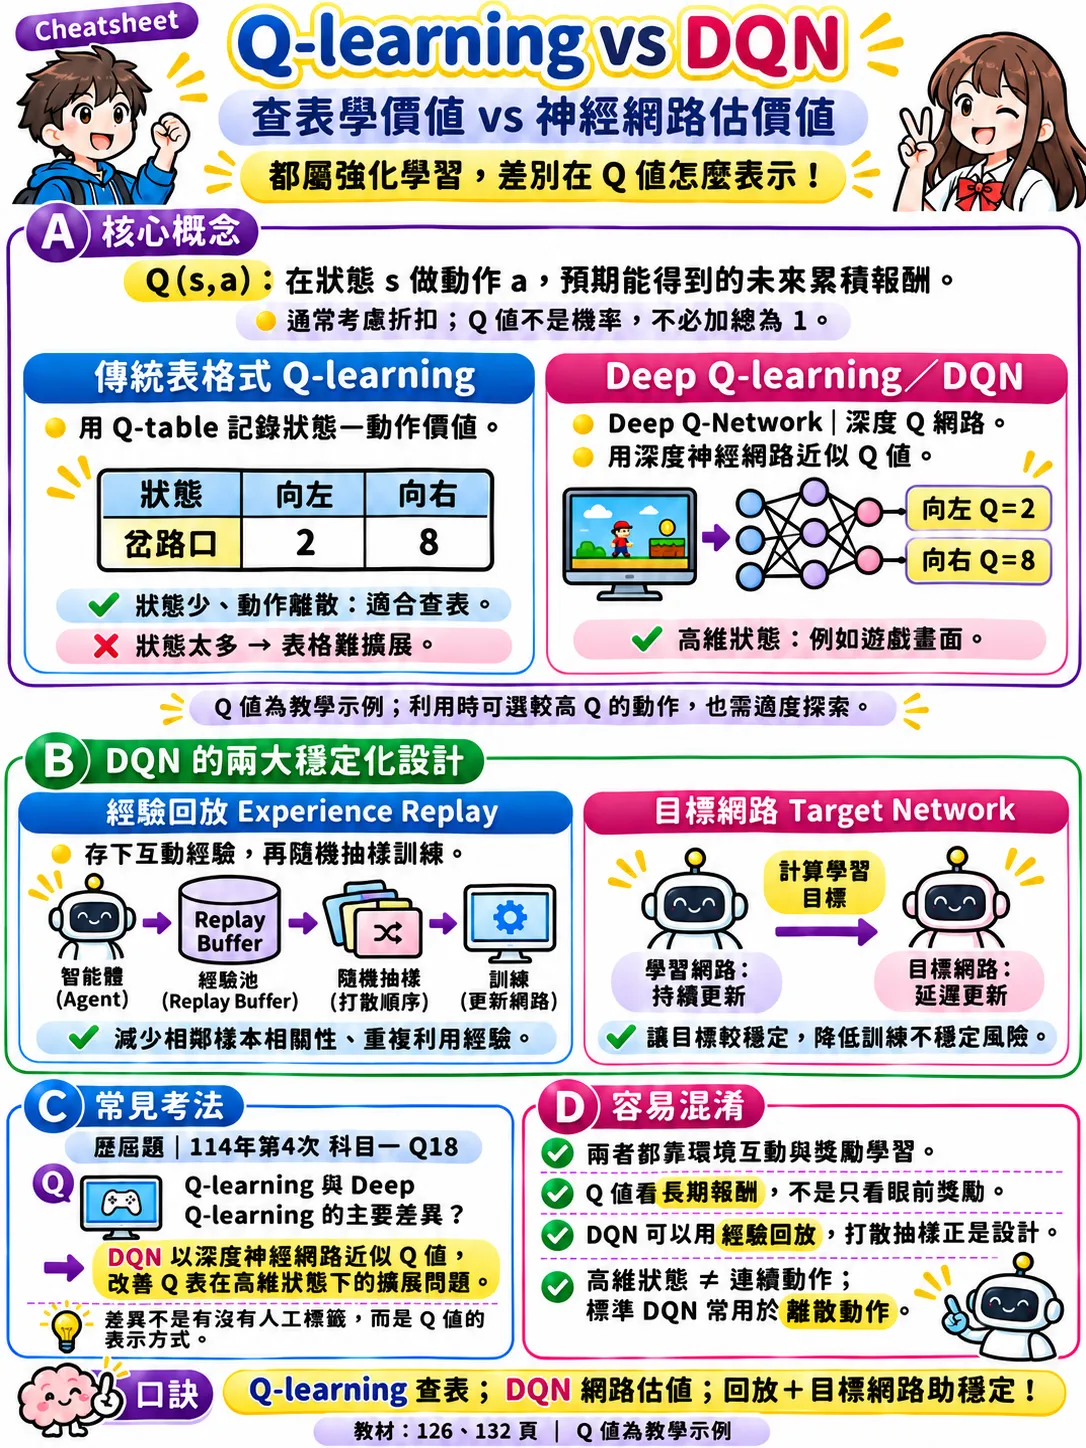 Cheatsheet
Q-learning vs DQN
查表學價值 vs 神經網路估價值
都屬強化學習，差別在 Q 值怎麼表示！
A 核心概念
Q(s,a)：在狀態 s 做動作 a，預期能得到的未來累積報酬。
通常考慮折扣；Q 值不是機率，不必加總為 1。
傳統表格式 Q-learning
用 Q-table 記錄狀態—動作價值。
狀態 向左 向右
岔路口 2 8
狀態少、動作離散：適合查表。
狀態太多 → 表格難擴展。
Deep Q-learning／DQN
Deep Q-Network｜深度 Q 網路。
用深度神經網路近似 Q 值。
向左 Q=2
向右 Q=8
高維狀態：例如遊戲畫面。
Q 值為教學示例；利用時可選較高 Q 的動作，也需適度探索。
B DQN 的兩大穩定化設計
經驗回放 Experience Replay
存下互動經驗，再隨機抽樣訓練。
Replay
Buffer
智能體
(Agent)
經驗池
(Replay Buffer)
隨機抽樣
(打散順序)
訓練
(更新網路)
減少相鄰樣本相關性、重複利用經驗。
目標網路 Target Network
計算學習
目標
學習網路：
持續更新
目標網路：
延遲更新
讓目標較穩定，降低訓練不穩定風險。
C 常見考法
歷屆題｜114年第4次 科目一 Q18
Q
Q-learning 與 Deep
Q-learning 的主要差異？
DQN 以深度神經網路近似 Q 值，
改善 Q 表在高維狀態下的擴展問題。
差異不是有沒有人工標籤，而是 Q 值的
表示方式。
D 容易混淆
兩者都靠環境互動與獎勵學習。
Q 值看長期報酬，不是只看眼前獎勵。
DQN 可以用經驗回放，打散抽樣正是設計。
高維狀態 ≠ 連續動作；
標準 DQN 常用於離散動作。
口訣
Q-learning 查表；DQN 網路估值；回放＋目標網路助穩定！
教材：126、132 頁 ｜ Q 值為教學示例